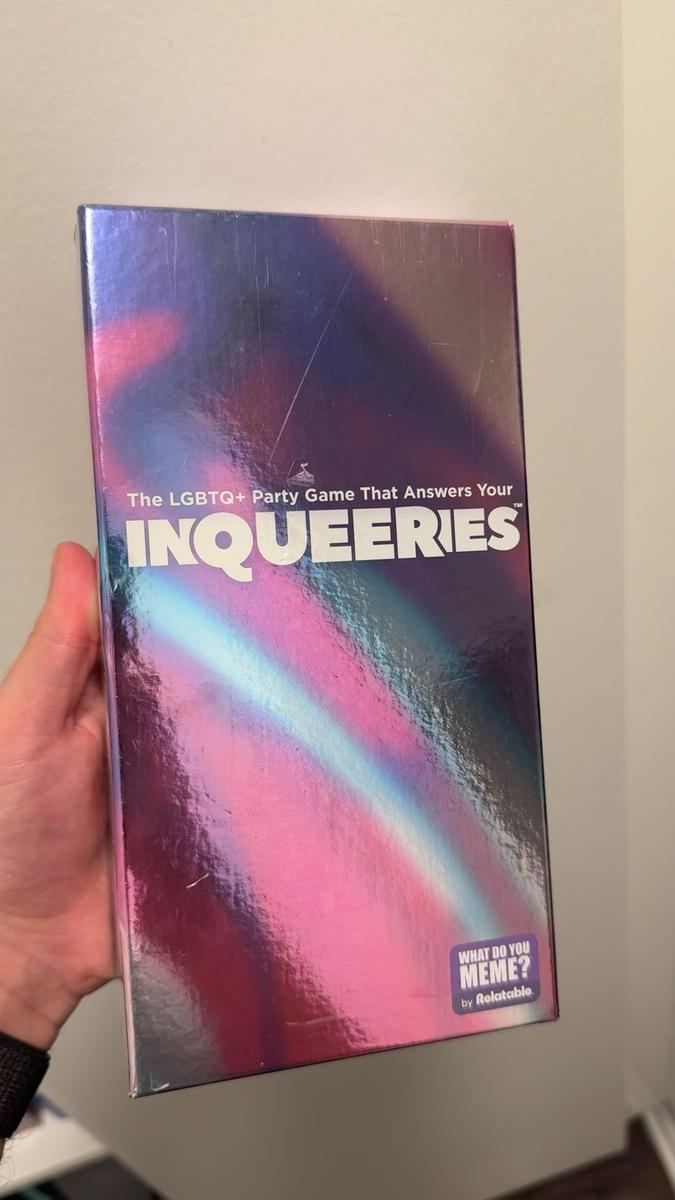 The LGBTQ+ Party Game That Answers Your
INQUEERIES™
WHAT DO YOU
MEME?
by Relatable